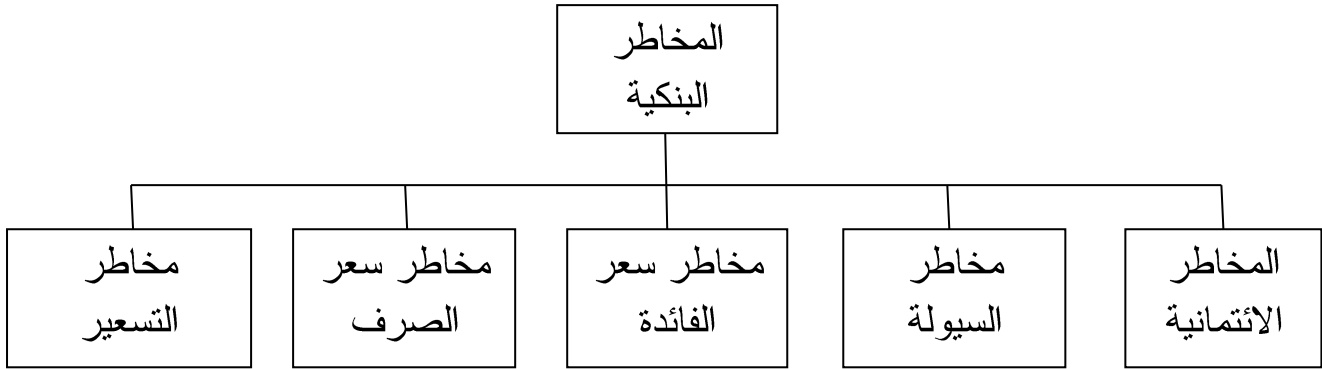 المخاطر
البنكية
المخاطر
الائتمانية
مخاطر
السيولة
مخاطر سعر
الفائدة
مخاطر سعر
الصرف
مخاطر
التسعير